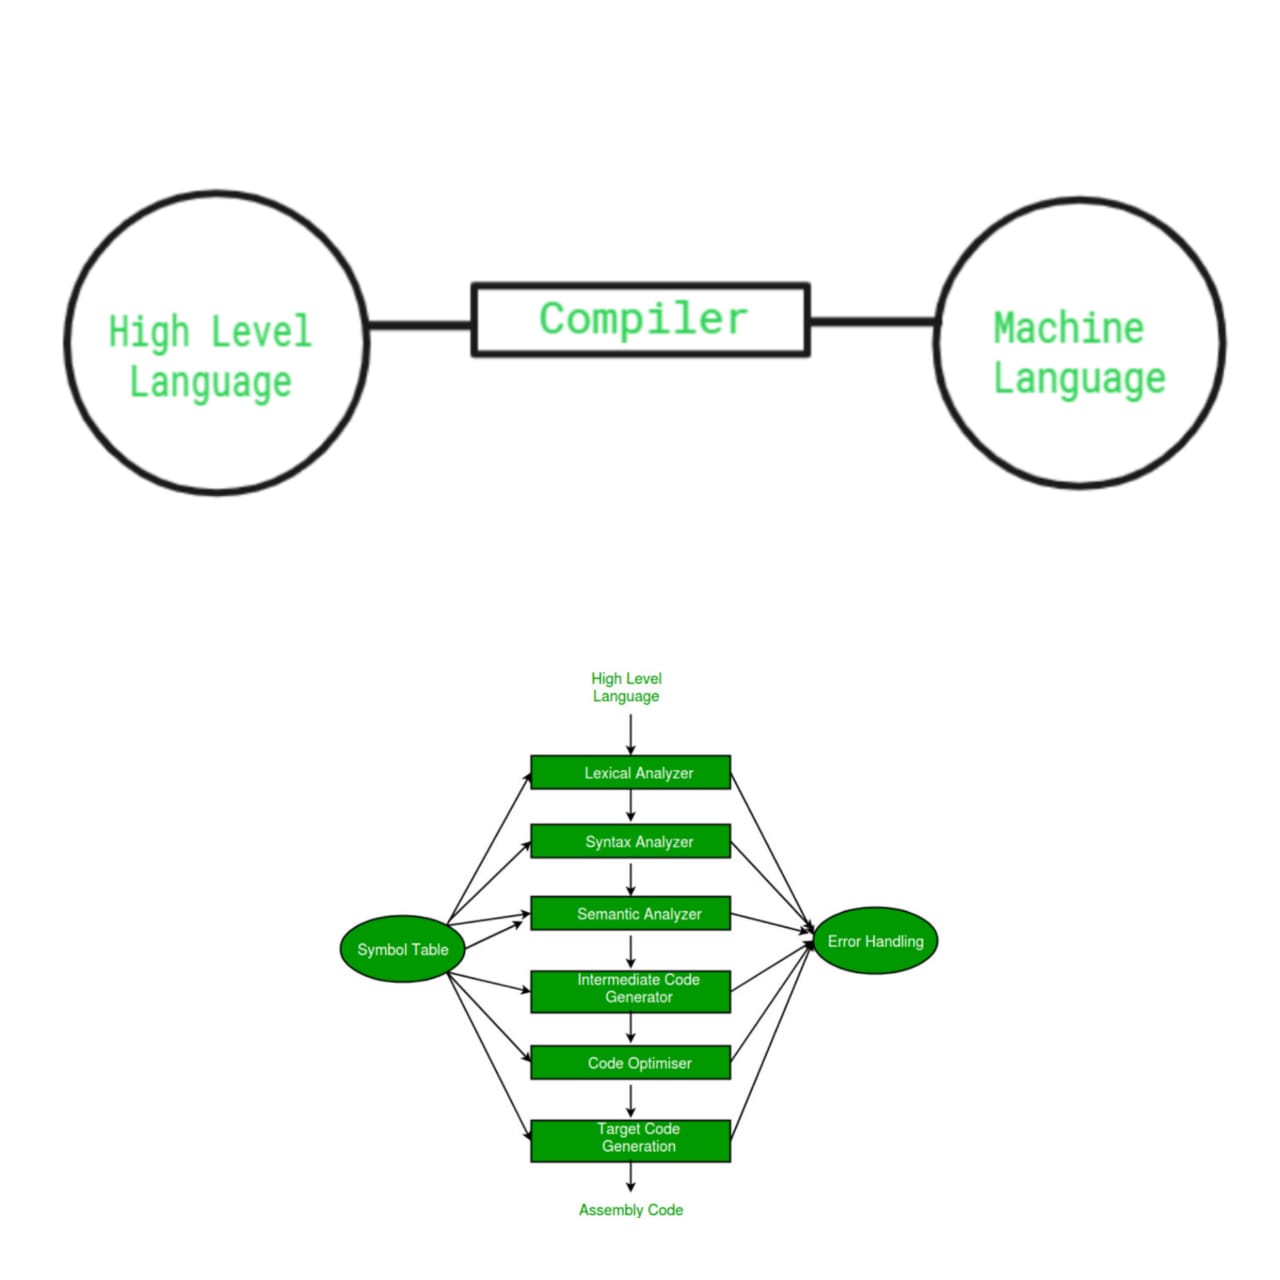 High Level
Language
Compiler
Machine
Language
High Level
Language
Lexical Analyzer
Syntax Analyzer
Semantic Analyzer
Symbol Table
Error Handling
Intermediate Code
Generator
Code Optimiser
Target Code
Generation
Assembly Code